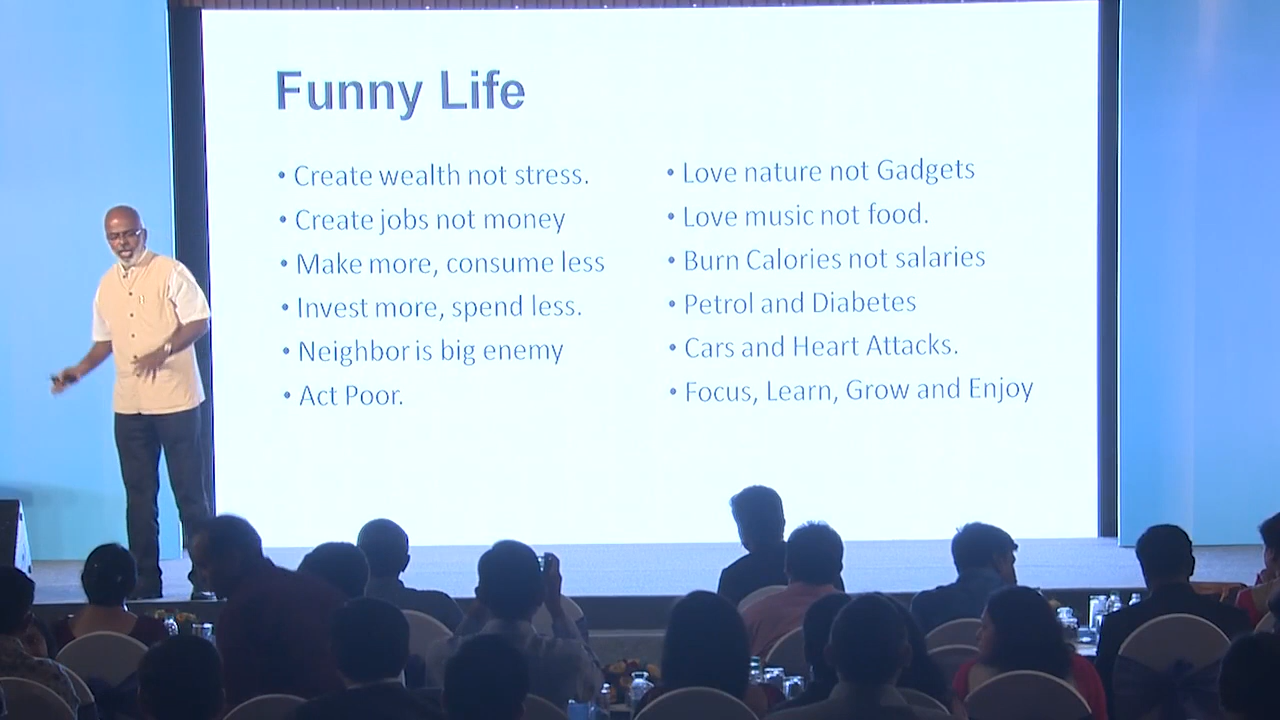 Funny Life
• Create wealth not stress.
• Create jobs not money
• Make more, consume less
• Invest more, spend less.
• Neighbor is big enemy
• Act Poor.
• Love nature not Gadgets
• Love music not food.
• Burn Calories not salaries
• Petrol and Diabetes
• Cars and Heart Attacks.
• Focus, Learn, Grow and Enjoy